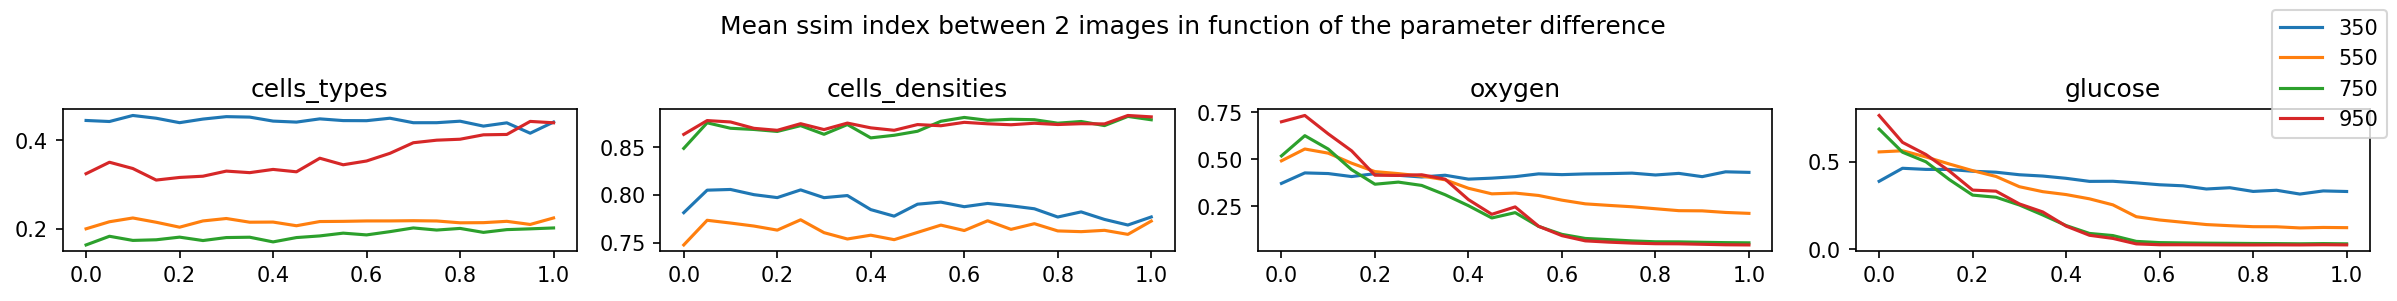 Mean ssim index between 2 images in function of the parameter difference
350
550
750
950
cells_types
0.4
0.2
0.0 0.2 0.4 0.6 0.8 1.0
cells_densities
0.85
0.80
0.75
0.0 0.2 0.4 0.6 0.8 1.0
oxygen
0.75
0.50
0.25
0.0 0.2 0.4 0.6 0.8 1.0
glucose
0.5
0.0
0.0 0.2 0.4 0.6 0.8 1.0